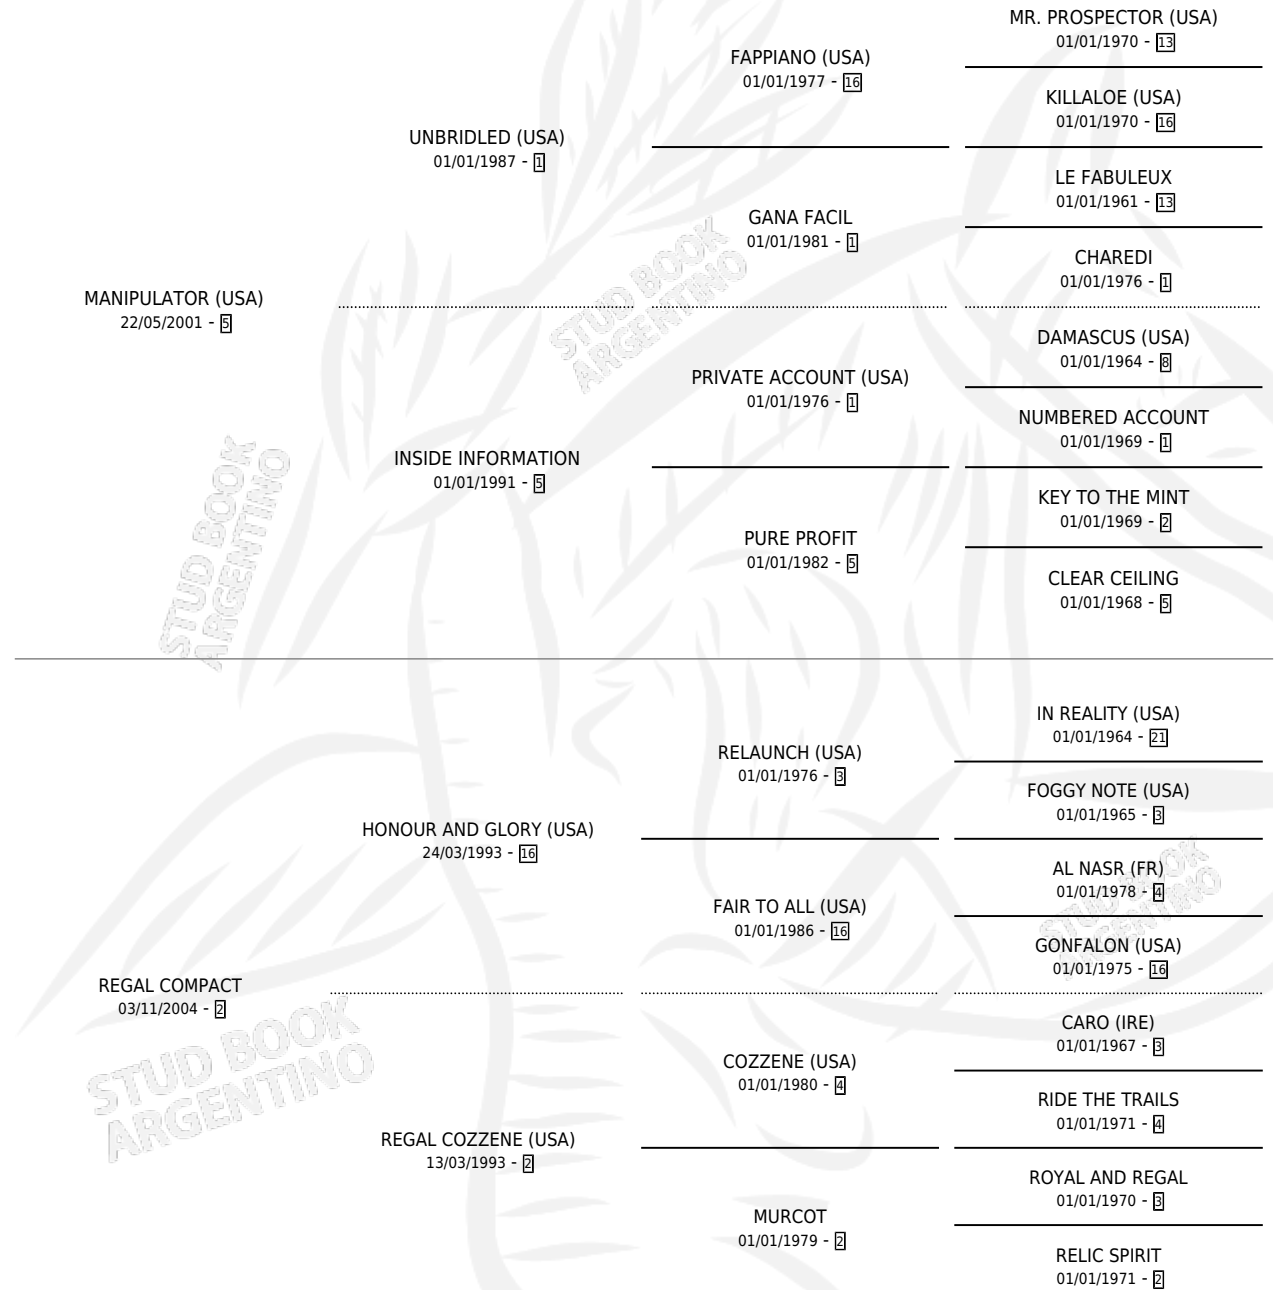 MR. PROSPECTOR (USA)
01/01/1970 - 13
FAPPIANO (USA)
01/01/1977 - 16
KILLALOE (USA)
01/01/1970 - 16
UNBRIDLED (USA)
01/01/1987 - 1
LE FABULEUX
01/01/1961 - 13
GANA FACIL
01/01/1981 - 1
CHAREDI
01/01/1976 - 1
MANIPULATOR (USA)
22/05/2001 - 5
STUD BOOK
ARGENTINO
DAMASCUS (USA)
01/01/1964 - 8
PRIVATE ACCOUNT (USA)
01/01/1976 - 1
NUMBERED ACCOUNT
01/01/1969 - 1
INSIDE INFORMATION
01/01/1991 - 5
KEY TO THE MINT
01/01/1969 - 2
PURE PROFIT
01/01/1982 - 5
CLEAR CEILING
01/01/1968 - 5
STUD BOOK
ARGENTINO
IN REALITY (USA)
01/01/1964 - 21
RELAUNCH (USA)
01/01/1976 - 3
FOGGY NOTE (USA)
01/01/1965 - 3
HONOUR AND GLORY (USA)
24/03/1993 - 16
AL NASR (FR)
01/01/1978 - 4
FAIR TO ALL (USA)
01/01/1986 - 16
STUD BOOK
ARGENTINO
GONFALON (USA)
01/01/1975 - 16
REGAL COMPACT
03/11/2004 - 2
STUD BOOK
ARGENTINO
CARO (IRE)
01/01/1967 - 3
COZZENE (USA)
01/01/1980 - 4
RIDE THE TRAILS
01/01/1971 - 4
REGAL COZZENE (USA)
13/03/1993 - 2
ROYAL AND REGAL
01/01/1970 - 3
MURCOT
01/01/1979 - 2
RELIC SPIRIT
01/01/1971 - 2